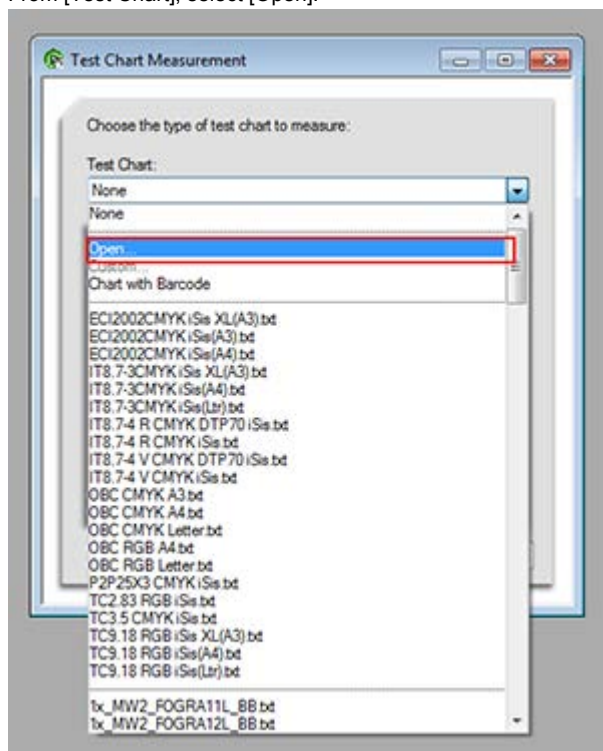 From [Test Chart], select [Open].
Test Chart Measurement
Choose the type of test chart to measure:
Test Chart:
None
None
Open...
Custom...
Chart with Barcode
ECI2002CMYK iSis XL(A3).txt
ECI2002CMYK iSis(A3).txt
ECI2002CMYK iSis(A4).txt
IT8.7-3CMYK iSis XL(A3).txt
IT8.7-3CMYK iSis(A4).txt
IT8.7-3CMYK iSis(Ltr).txt
IT8.7-4 R CMYK DTP70 iSis.txt
IT8.7-4 R CMYK iSis.txt
IT8.7-4 V CMYK DTP70 iSis.txt
IT8.7-4 V CMYK iSis.txt
OBC CMYK A3.txt
OBC CMYK A4.txt
OBC CMYK Letter.txt
OBC RGB A4.txt
OBC RGB Letter.txt
P2P25X3 CMYK iSis.txt
TC2.83 RGB iSis.txt
TC3.5 CMYK iSis.txt
TC9.18 RGB iSis XL(A3).txt
TC9.18 RGB iSis(A4).txt
TC9.18 RGB iSis(Ltr).txt
1x_MW2_FOGRA11L_BB.txt
1x_MW2_FOGRA12L_BB.txt